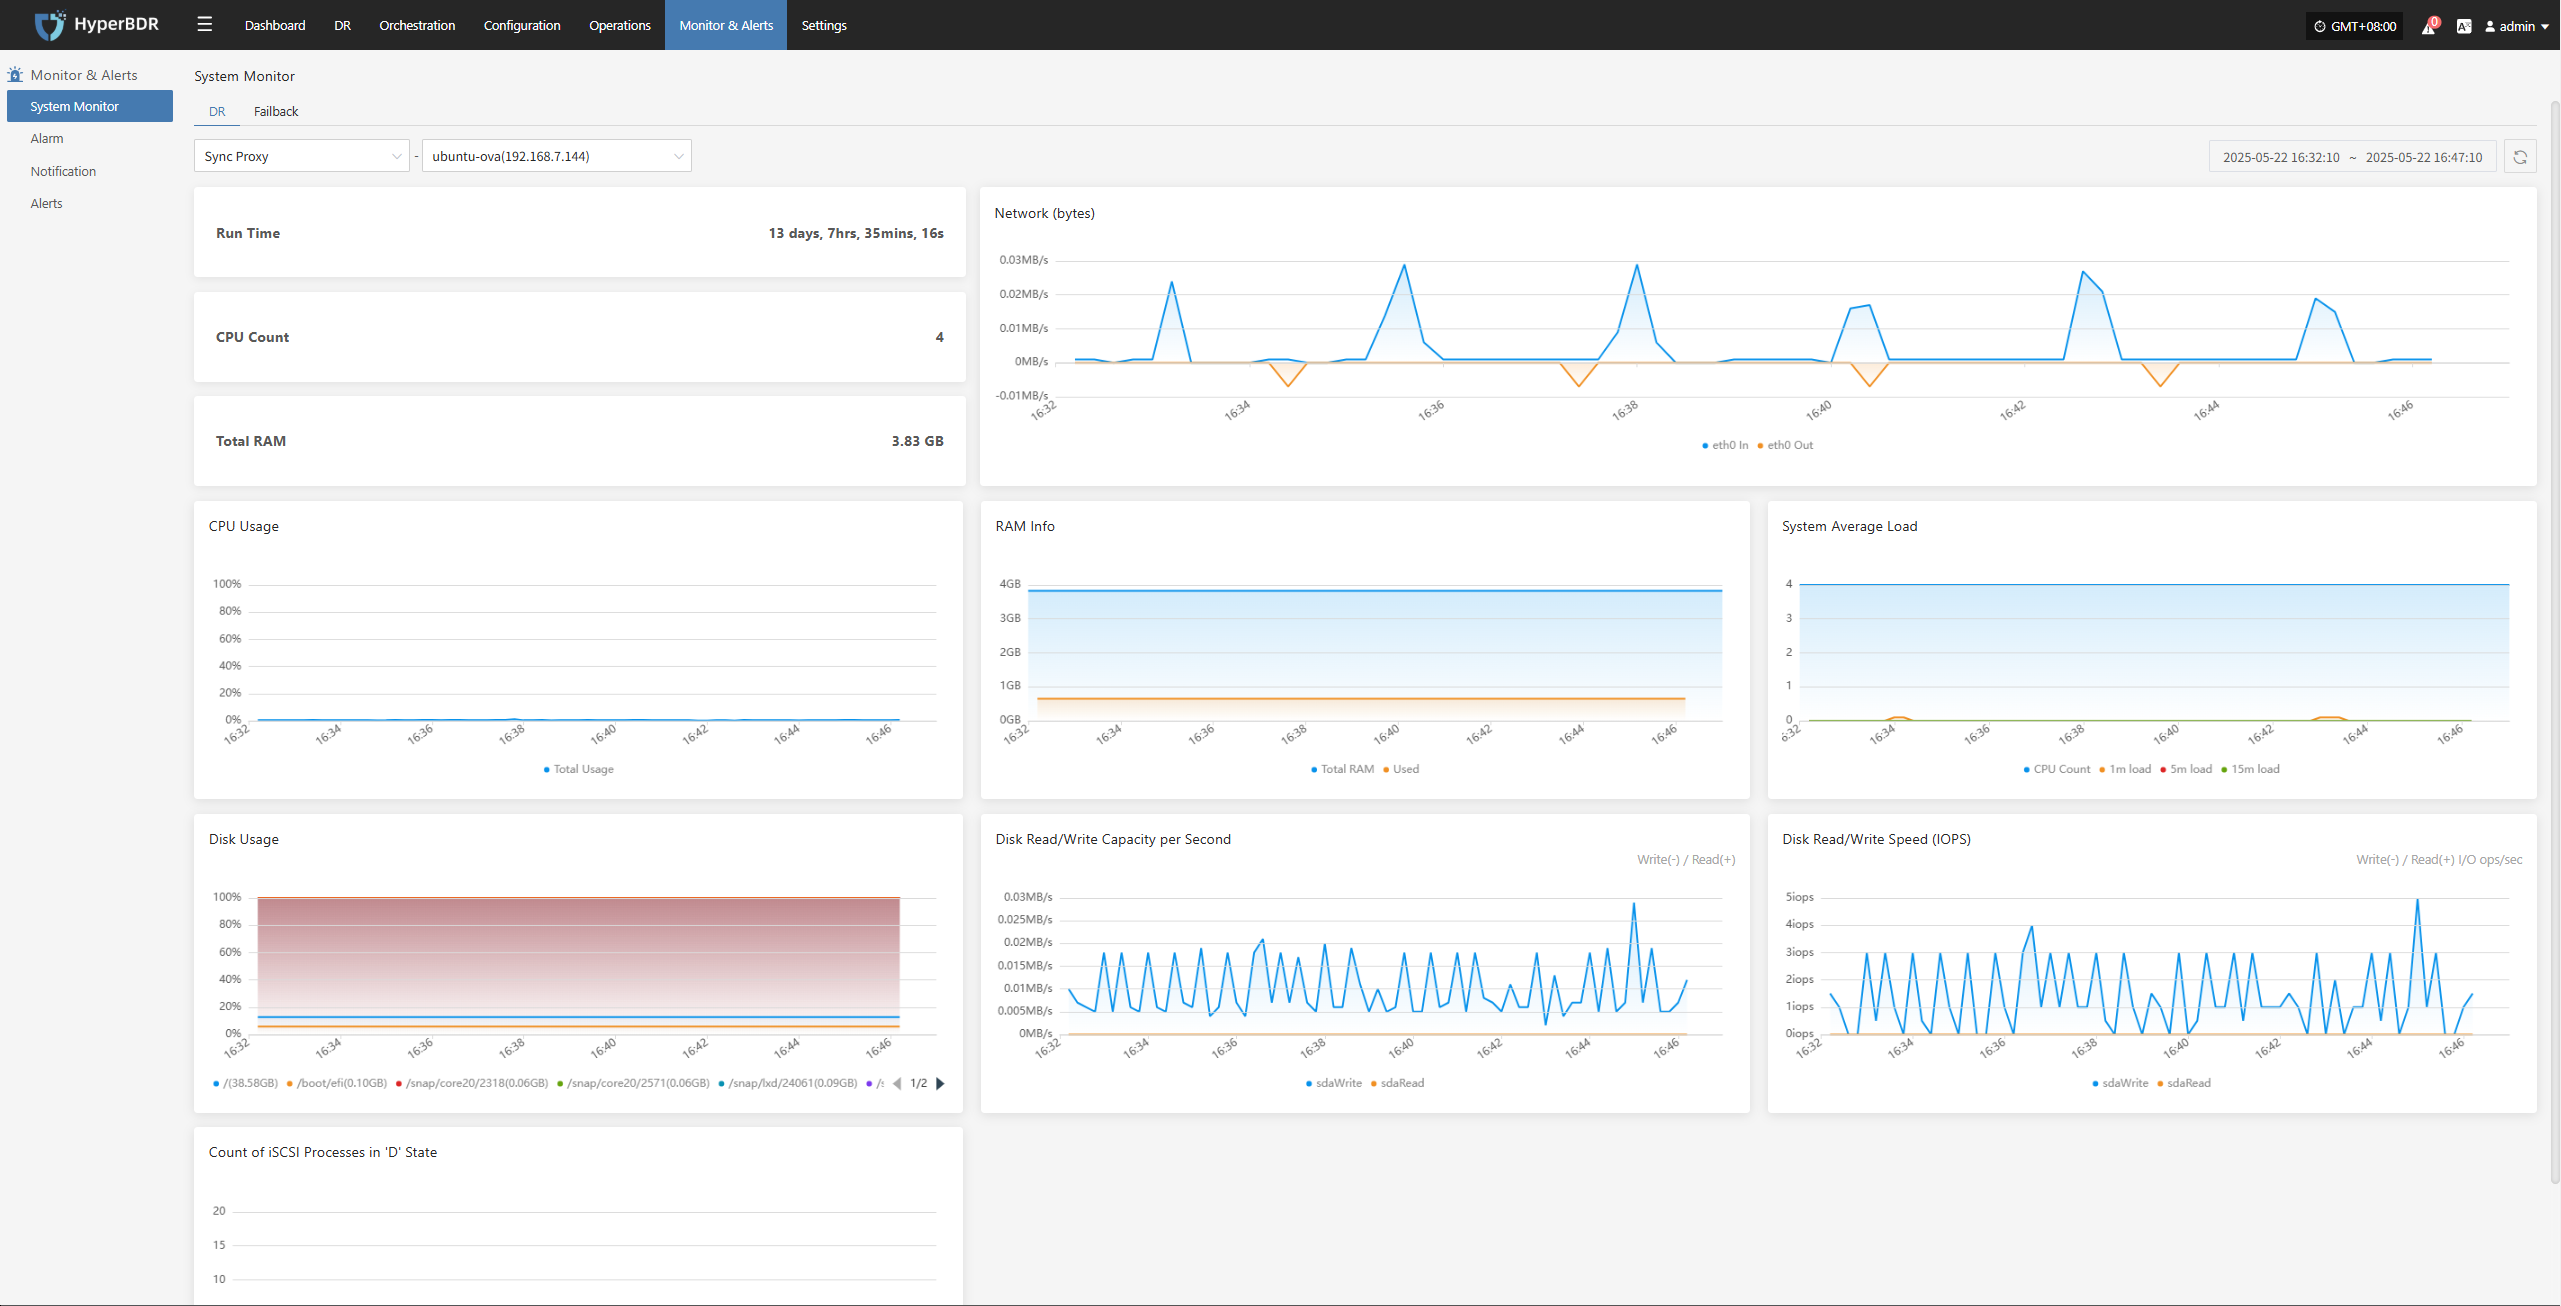 HyperBDR
Dashboard DR Orchestration Configuration Operations Monitor & Alerts Settings
GMT+08:00 0 admin
Monitor & Alerts
System Monitor
Alarm
Notification
Alerts
System Monitor
DR Failback
Sync Proxy - ubuntu-ova(192.168.7.144)
2025-05-22 16:32:10 ~ 2025-05-22 16:47:10
Run Time 13 days, 7hrs, 35mins, 16s
CPU Count 4
Total RAM 3.83 GB
Network (bytes)
0.03MB/s
0.02MB/s
0.01MB/s
0MB/s
-0.01MB/s
16:32 16:34 16:36 16:38 16:40 16:42 16:44 16:46
eth0 In eth0 Out
CPU Usage
100%
80%
60%
40%
20%
0%
16:32 16:34 16:36 16:38 16:40 16:42 16:44 16:46
Total Usage
RAM Info
4GB
3GB
2GB
1GB
0GB
16:32 16:34 16:36 16:38 16:40 16:42 16:44 16:46
Total RAM Used
System Average Load
4
3
2
1
0
6:32 16:34 16:36 16:38 16:40 16:42 16:44 16:46
CPU Count 1m load 5m load 15m load
Disk Usage
100%
80%
60%
40%
20%
0%
16:32 16:34 16:36 16:38 16:40 16:42 16:44 16:46
/(38.58GB) /boot/efi(0.10GB) /snap/core20/2318(0.06GB) /snap/core20/2571(0.06GB) /snap/lxd/24061(0.09GB) 1/2
Disk Read/Write Capacity per Second
Write(-) / Read(+)
0.03MB/s
0.025MB/s
0.02MB/s
0.015MB/s
0.01MB/s
0.005MB/s
0MB/s
16:32 16:34 16:36 16:38 16:40 16:42 16:44 16:46
sdaWrite sdaRead
Disk Read/Write Speed (IOPS)
Write(-) / Read(+) I/O ops/sec
5iops
4iops
3iops
2iops
1iops
0iops
16:32 16:34 16:36 16:38 16:40 16:42 16:44 16:46
sdaWrite sdaRead
Count of iSCSI Processes in 'D' State
20
15
10